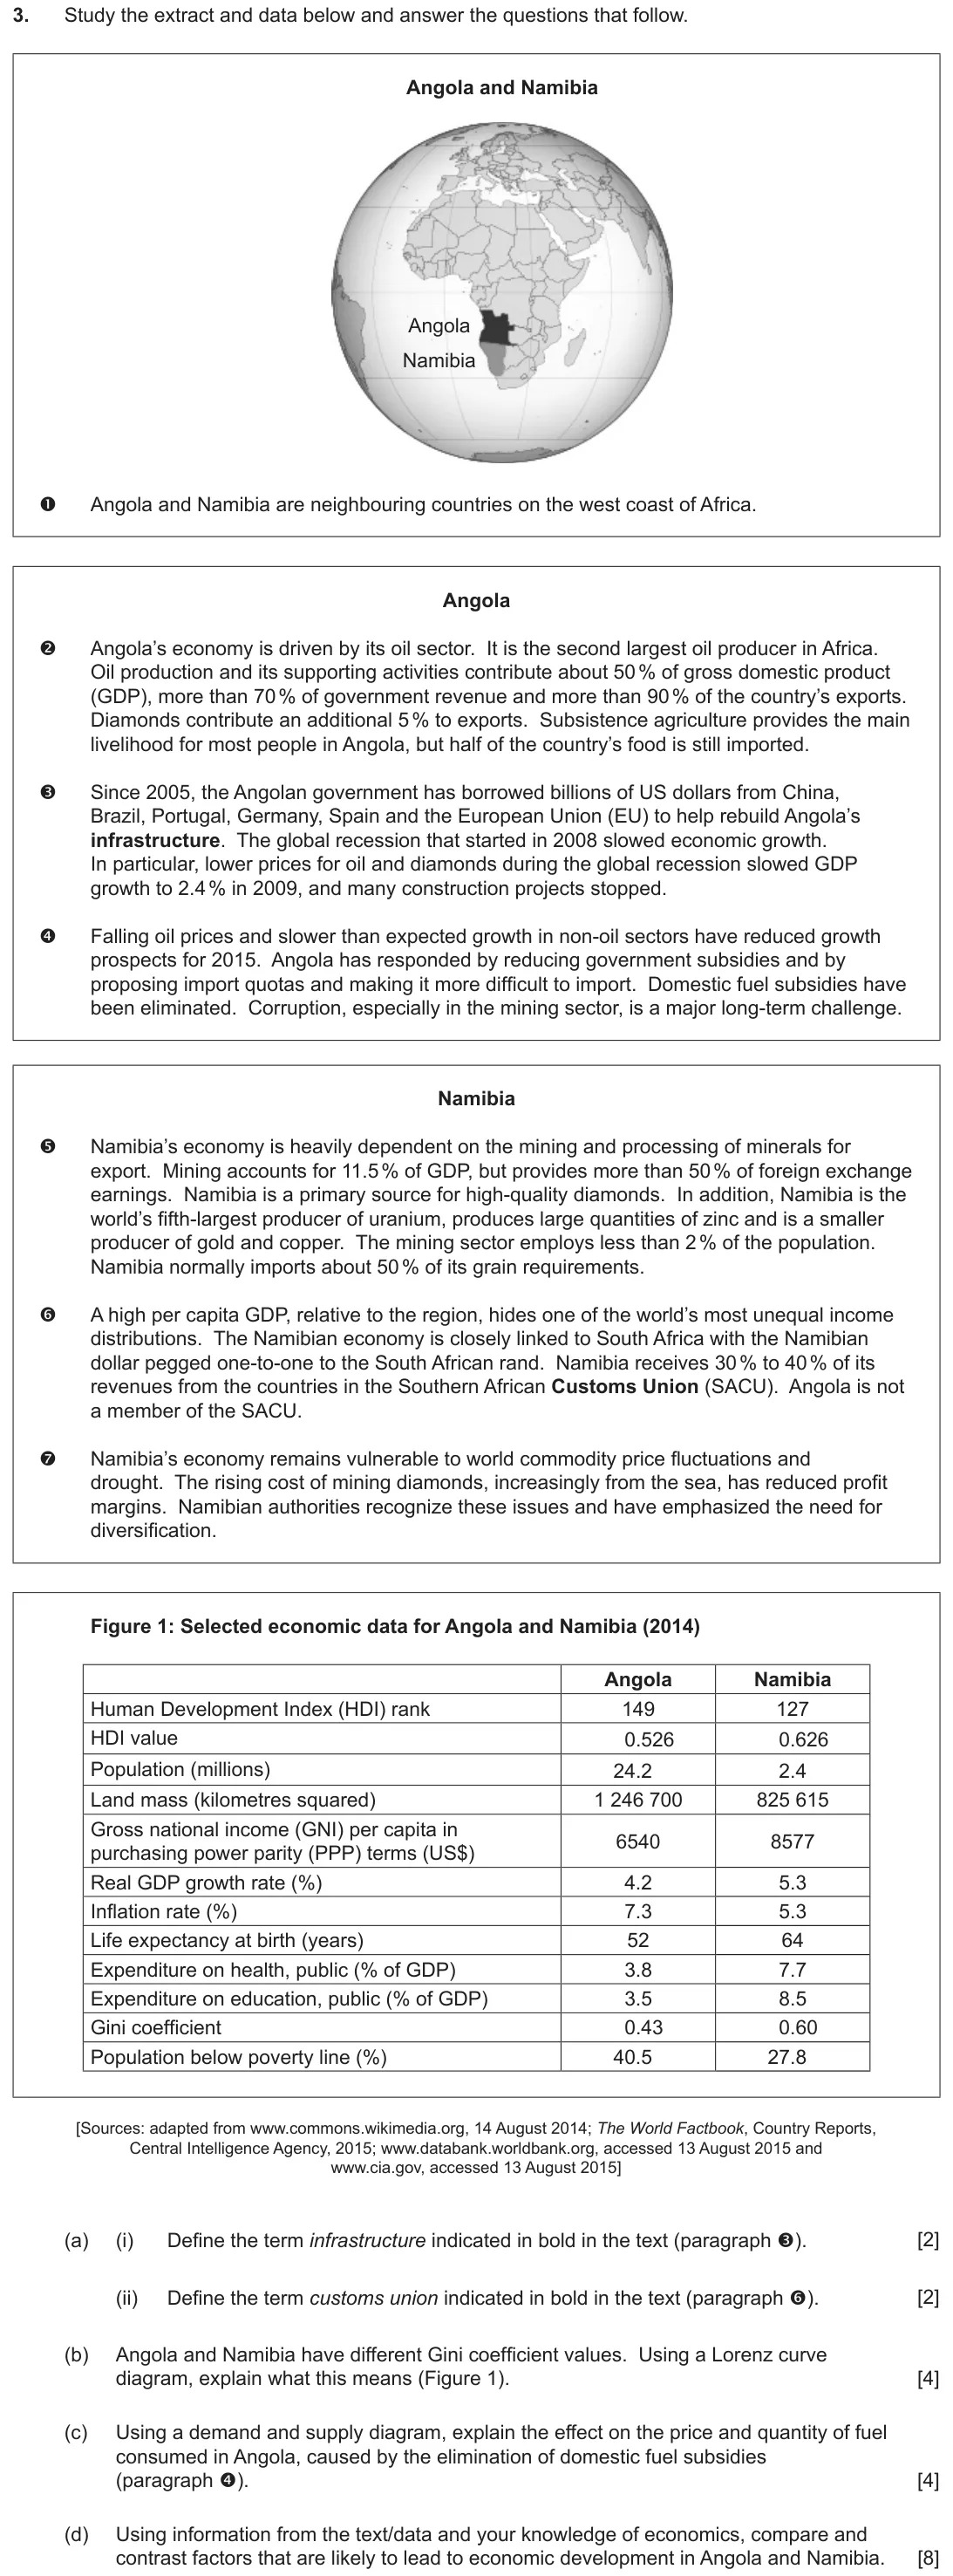 3. Study the extract and data below and answer the questions that follow.
Angola and Namibia
Angola
Namibia
❶ Angola and Namibia are neighbouring countries on the west coast of Africa.
Angola
❷ Angola’s economy is driven by its oil sector. It is the second largest oil producer in Africa.
Oil production and its supporting activities contribute about 50 % of gross domestic product
(GDP), more than 70 % of government revenue and more than 90 % of the country’s exports.
Diamonds contribute an additional 5 % to exports. Subsistence agriculture provides the main
livelihood for most people in Angola, but half of the country’s food is still imported.
❸ Since 2005, the Angolan government has borrowed billions of US dollars from China,
Brazil, Portugal, Germany, Spain and the European Union (EU) to help rebuild Angola’s
infrastructure. The global recession that started in 2008 slowed economic growth.
In particular, lower prices for oil and diamonds during the global recession slowed GDP
growth to 2.4 % in 2009, and many construction projects stopped.
❹ Falling oil prices and slower than expected growth in non-oil sectors have reduced growth
prospects for 2015. Angola has responded by reducing government subsidies and by
proposing import quotas and making it more difficult to import. Domestic fuel subsidies have
been eliminated. Corruption, especially in the mining sector, is a major long-term challenge.
Namibia
❺ Namibia’s economy is heavily dependent on the mining and processing of minerals for
export. Mining accounts for 11.5 % of GDP, but provides more than 50 % of foreign exchange
earnings. Namibia is a primary source for high-quality diamonds. In addition, Namibia is the
world’s fifth-largest producer of uranium, produces large quantities of zinc and is a smaller
producer of gold and copper. The mining sector employs less than 2 % of the population.
Namibia normally imports about 50 % of its grain requirements.
❻ A high per capita GDP, relative to the region, hides one of the world’s most unequal income
distributions. The Namibian economy is closely linked to South Africa with the Namibian
dollar pegged one-to-one to the South African rand. Namibia receives 30 % to 40 % of its
revenues from the countries in the Southern African Customs Union (SACU). Angola is not
a member of the SACU.
❼ Namibia’s economy remains vulnerable to world commodity price fluctuations and
drought. The rising cost of mining diamonds, increasingly from the sea, has reduced profit
margins. Namibian authorities recognize these issues and have emphasized the need for
diversification.
Figure 1: Selected economic data for Angola and Namibia (2014)
Angola Namibia
Human Development Index (HDI) rank 149 127
HDI value 0.526 0.626
Population (millions) 24.2 2.4
Land mass (kilometres squared) 1 246 700 825 615
Gross national income (GNI) per capita in
purchasing power parity (PPP) terms (US$) 6540 8577
Real GDP growth rate (%) 4.2 5.3
Inflation rate (%) 7.3 5.3
Life expectancy at birth (years) 52 64
Expenditure on health, public (% of GDP) 3.8 7.7
Expenditure on education, public (% of GDP) 3.5 8.5
Gini coefficient 0.43 0.60
Population below poverty line (%) 40.5 27.8
[Sources: adapted from www.commons.wikimedia.org, 14 August 2014; The World Factbook, Country Reports,
Central Intelligence Agency, 2015; www.databank.worldbank.org, accessed 13 August 2015 and
www.cia.gov, accessed 13 August 2015]
(a) (i) Define the term infrastructure indicated in bold in the text (paragraph ❸). [2]
(ii) Define the term customs union indicated in bold in the text (paragraph ❻). [2]
(b) Angola and Namibia have different Gini coefficient values. Using a Lorenz curve
diagram, explain what this means (Figure 1). [4]
(c) Using a demand and supply diagram, explain the effect on the price and quantity of fuel
consumed in Angola, caused by the elimination of domestic fuel subsidies
(paragraph ❹). [4]
(d) Using information from the text/data and your knowledge of economics, compare and
contrast factors that are likely to lead to economic development in Angola and Namibia. [8]